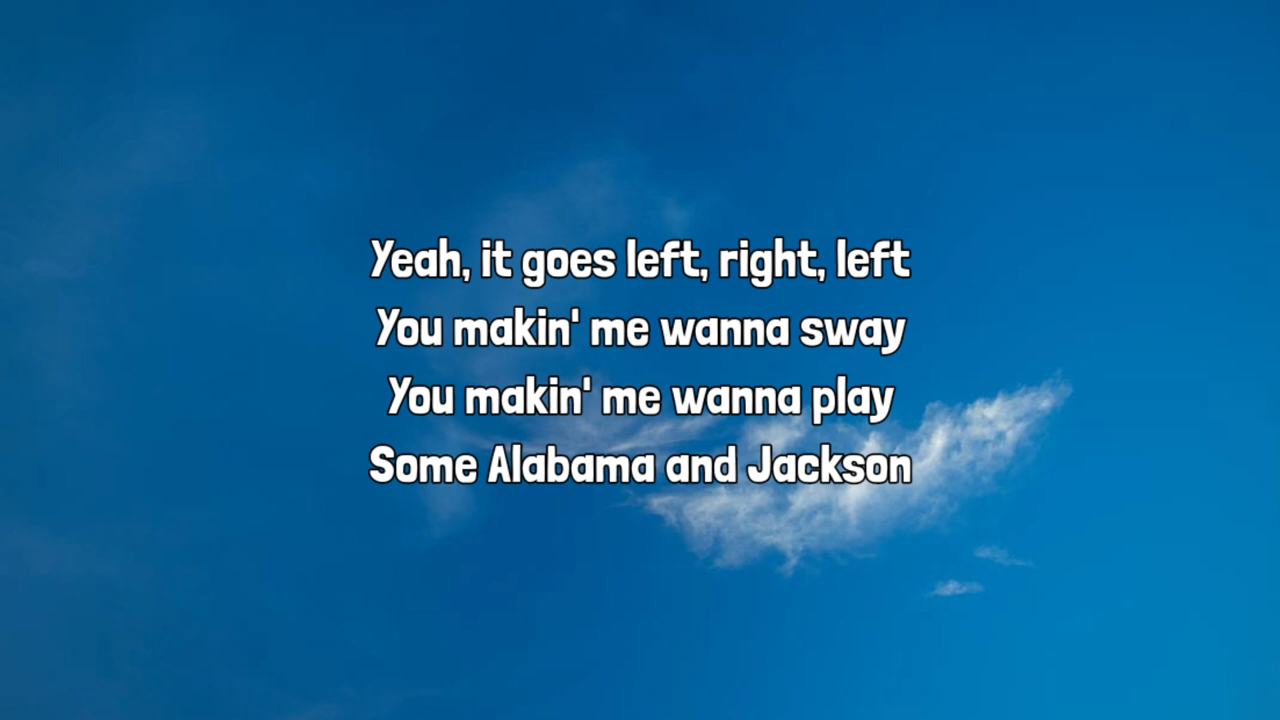 Yeah, it goes left, right, left
You makin' me wanna sway
You makin' me wanna play
Some Alabama and Jackson